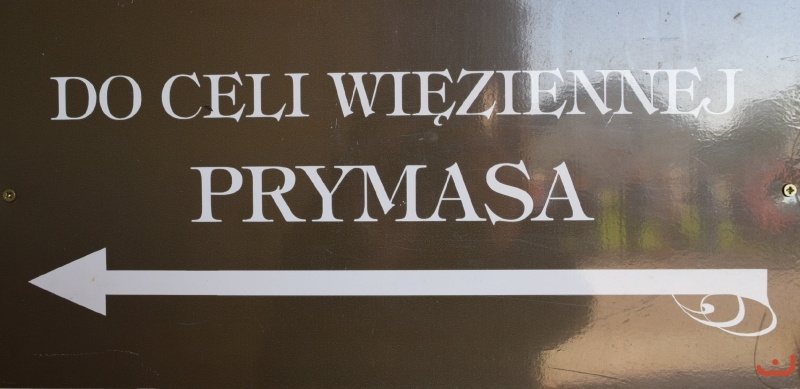 DO CELI WIĘZIENNEJ
PRYMASA